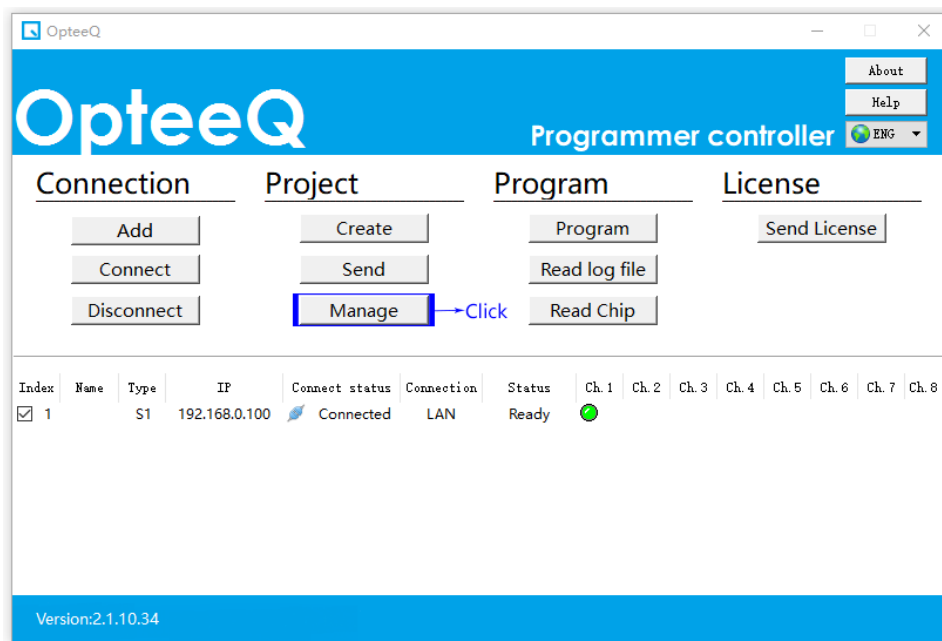 OpteeQ
OpteeQ
Programmer controller
About
Help
ENG
Connection Project Program License
Add Create Program Send License
Connect Send Read log file
Disconnect Manage Click Read Chip
Index Name Type IP Connect status Connection Status Ch.1 Ch.2 Ch.3 Ch.4 Ch.5 Ch.6 Ch.7 Ch.8
1 S1 192.168.0.100 Connected LAN Ready
Version:2.1.10.34